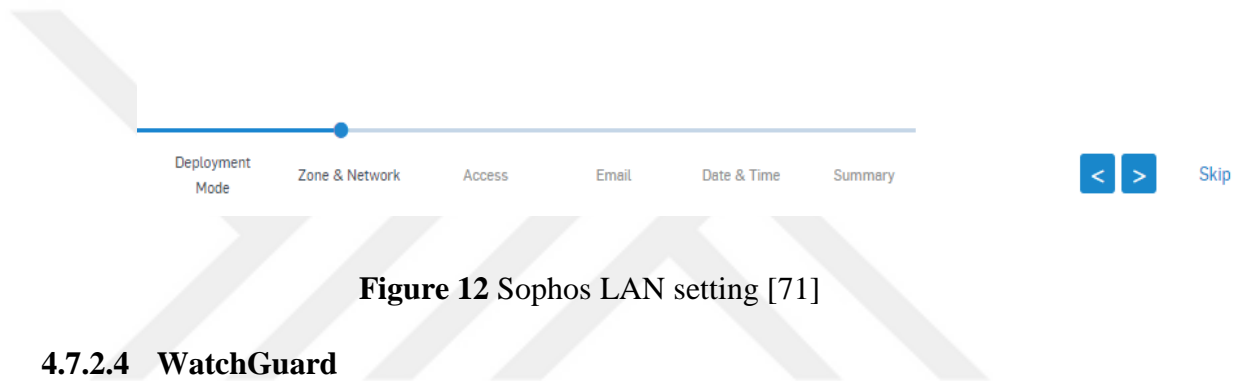 Deployment
Mode
Zone & Network
Access
Email
Date & Time
Summary
<
>
Skip
Figure 12 Sophos LAN setting [71]
4.7.2.4 WatchGuard